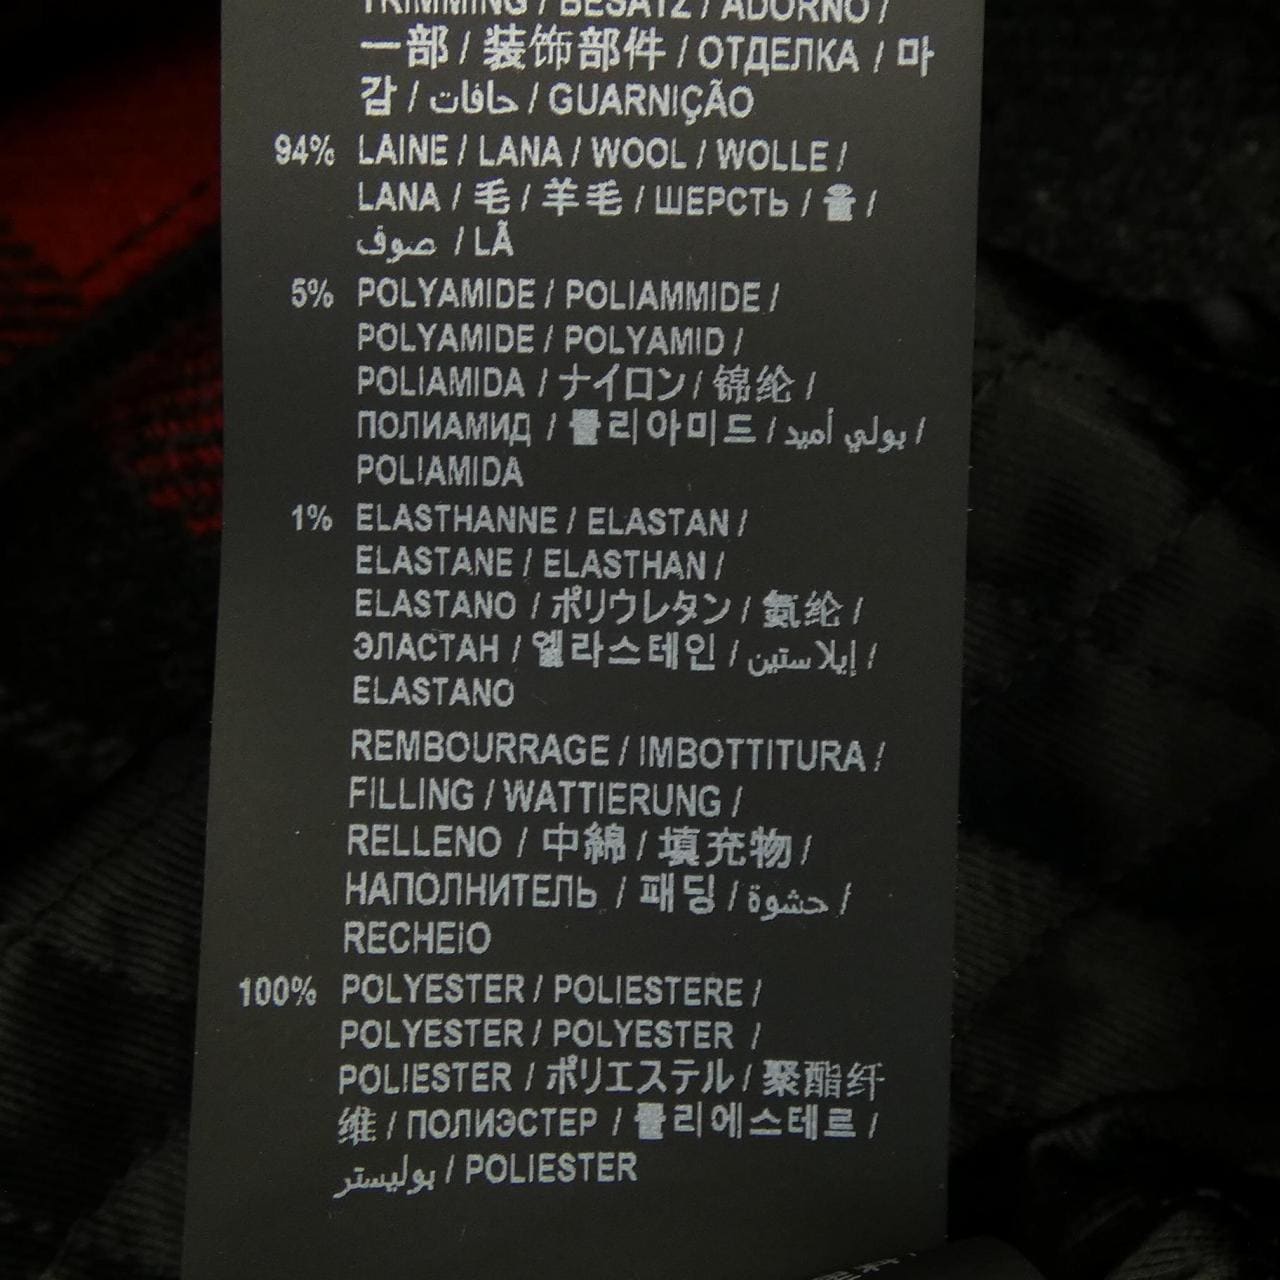 TRIMMING / BESATZ / ADORNO /
一部 / 装饰部件 / ОТДЕЛКА / 마
감 / حافات / GUARNIÇÃO
94% LAINE / LANA / WOOL / WOLLE /
LANA / 毛 / 羊毛 / ШЕРСТЬ / 울 /
صوف / LÃ
5% POLYAMIDE / POLIAMMIDE /
POLYAMIDE / POLYAMID /
POLIAMIDA / ナイロン / 锦纶 /
ПОЛИАМИД / 폴리아미드 / بولي أميد /
POLIAMIDA
1% ELASTHANNE / ELASTAN /
ELASTANE / ELASTHAN /
ELASTANO / ポリウレタン / 氨纶 /
ЭЛАСТАН / 엘라스테인 / إيلاستين /
ELASTANO
REMBOURRAGE / IMBOTTITURA /
FILLING / WATTIERUNG /
RELLENO / 中綿 / 填充物 /
НАПОЛНИТЕЛЬ / 패딩 / حشوة /
RECHEIO
100% POLYESTER / POLIESTERE /
POLYESTER / POLYESTER /
POLIESTER / ポリエステル / 聚酯纤
维 / ПОЛИЭСТЕР / 폴리에스테르 /
بوليستر / POLIESTER